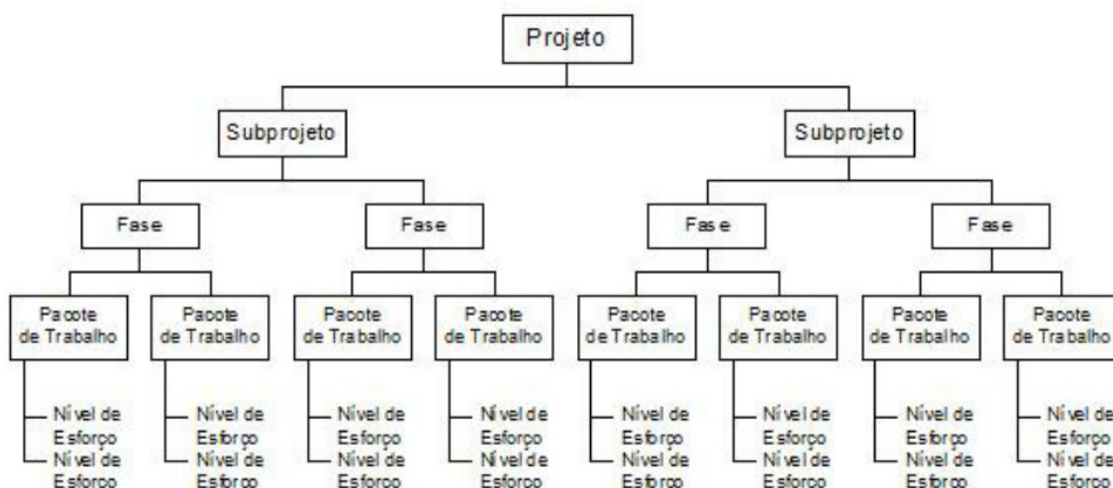 Projeto
Subprojeto
Subprojeto
Fase
Fase
Fase
Fase
Pacote
de Trabalho
Pacote
de Trabalho
Pacote
de Trabalho
Pacote
de Trabalho
Pacote
de Trabalho
Pacote
de Trabalho
Pacote
de Trabalho
Pacote
de Trabalho
Nível de
Esforço
Nível de
Esforço
Nível de
Esforço
Nível de
Esforço
Nível de
Esforço
Nível de
Esforço
Nível de
Esforço
Nível de
Esforço
Nível de
Esforço
Nível de
Esforço
Nível de
Esforço
Nível de
Esforço
Nível de
Esforço
Nível de
Esforço
Nível de
Esforço
Nível de
Esforço